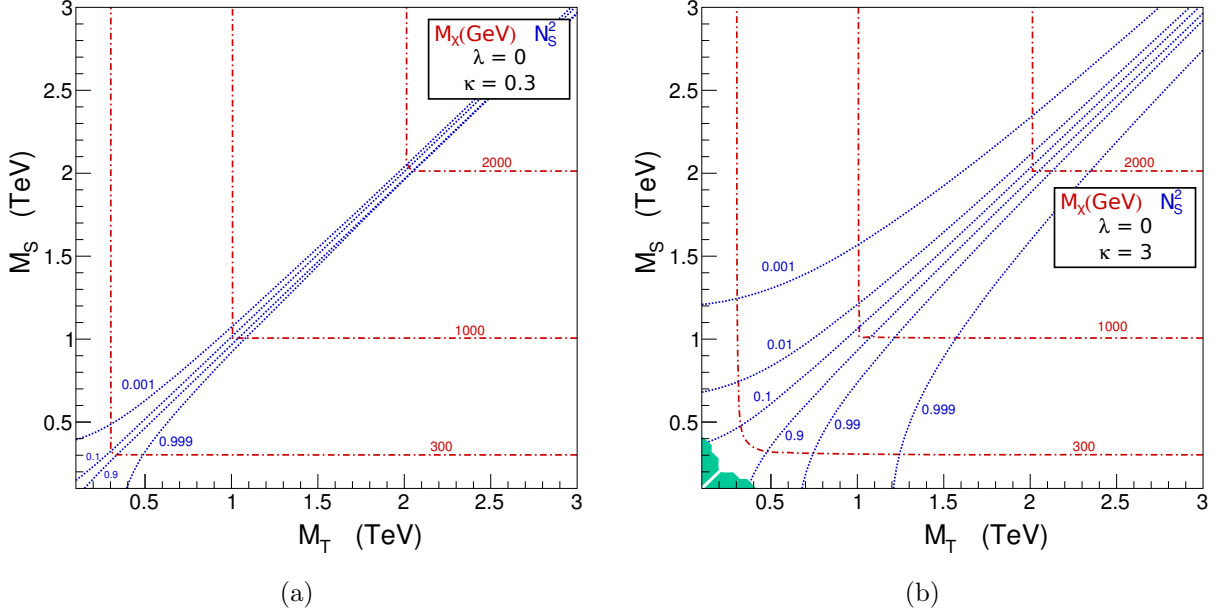 3
2.5
2
1.5
1
0.5
M_S (TeV)
M_χ(GeV) N_S^2
λ = 0
κ = 0.3
2000
1000
0.001
0.1
0.9
0.999
300
0.5 1 1.5 2 2.5 3
M_T (TeV)
(a)
3
2.5
2
1.5
1
0.5
M_S (TeV)
2000
M_χ(GeV) N_S^2
λ = 0
κ = 3
0.001
1000
0.01
0.1
0.9
0.99
0.999
300
0.5 1 1.5 2 2.5 3
M_T (TeV)
(b)